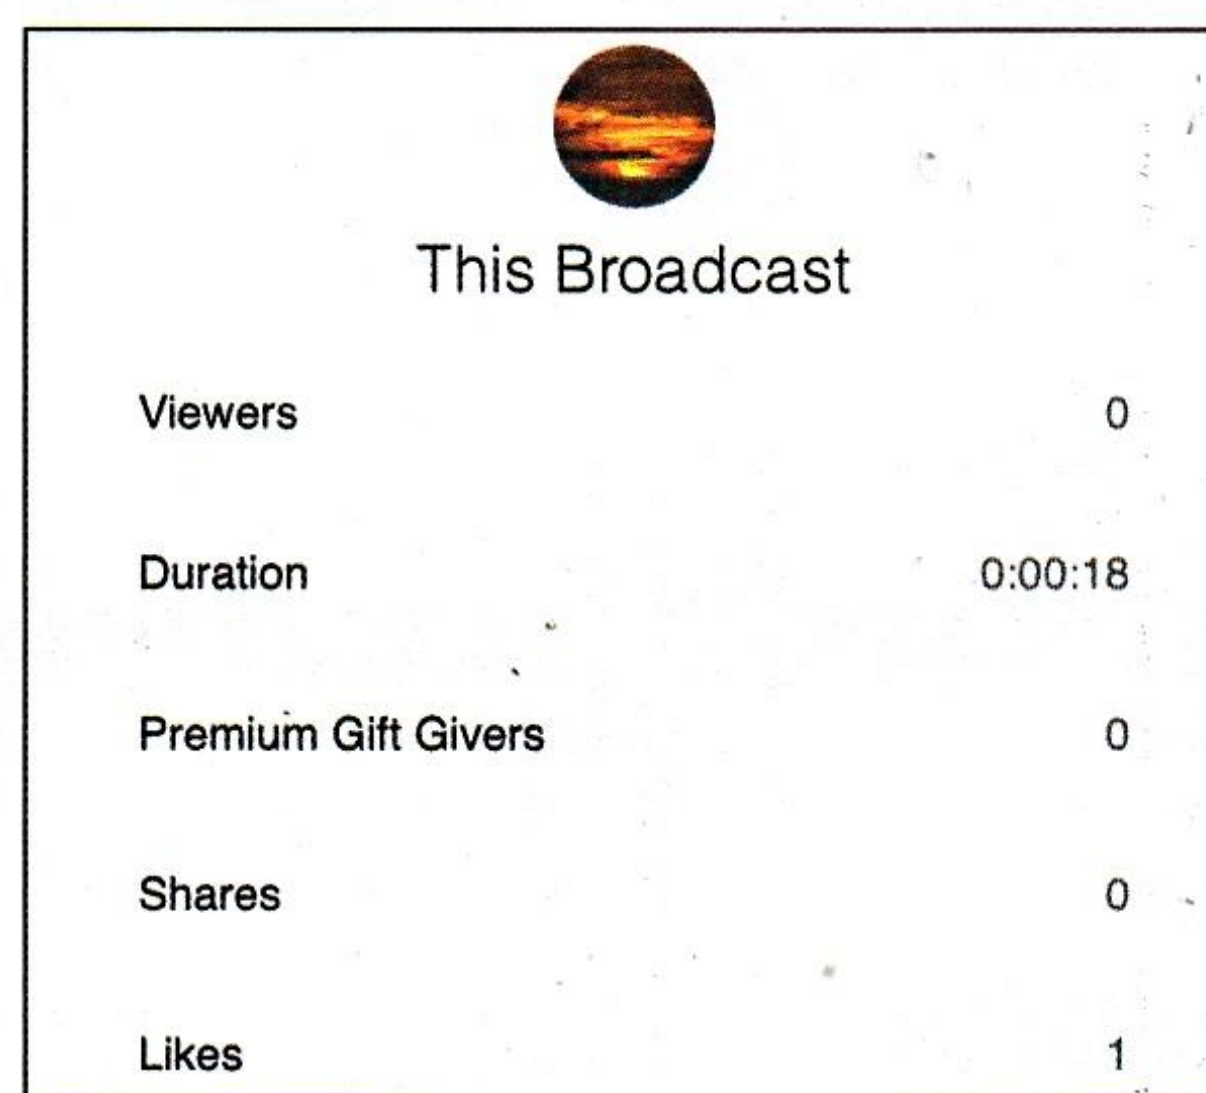 This Broadcast
Viewers 0
Duration 0:00:18
Premium Gift Givers 0
Shares 0
Likes 1